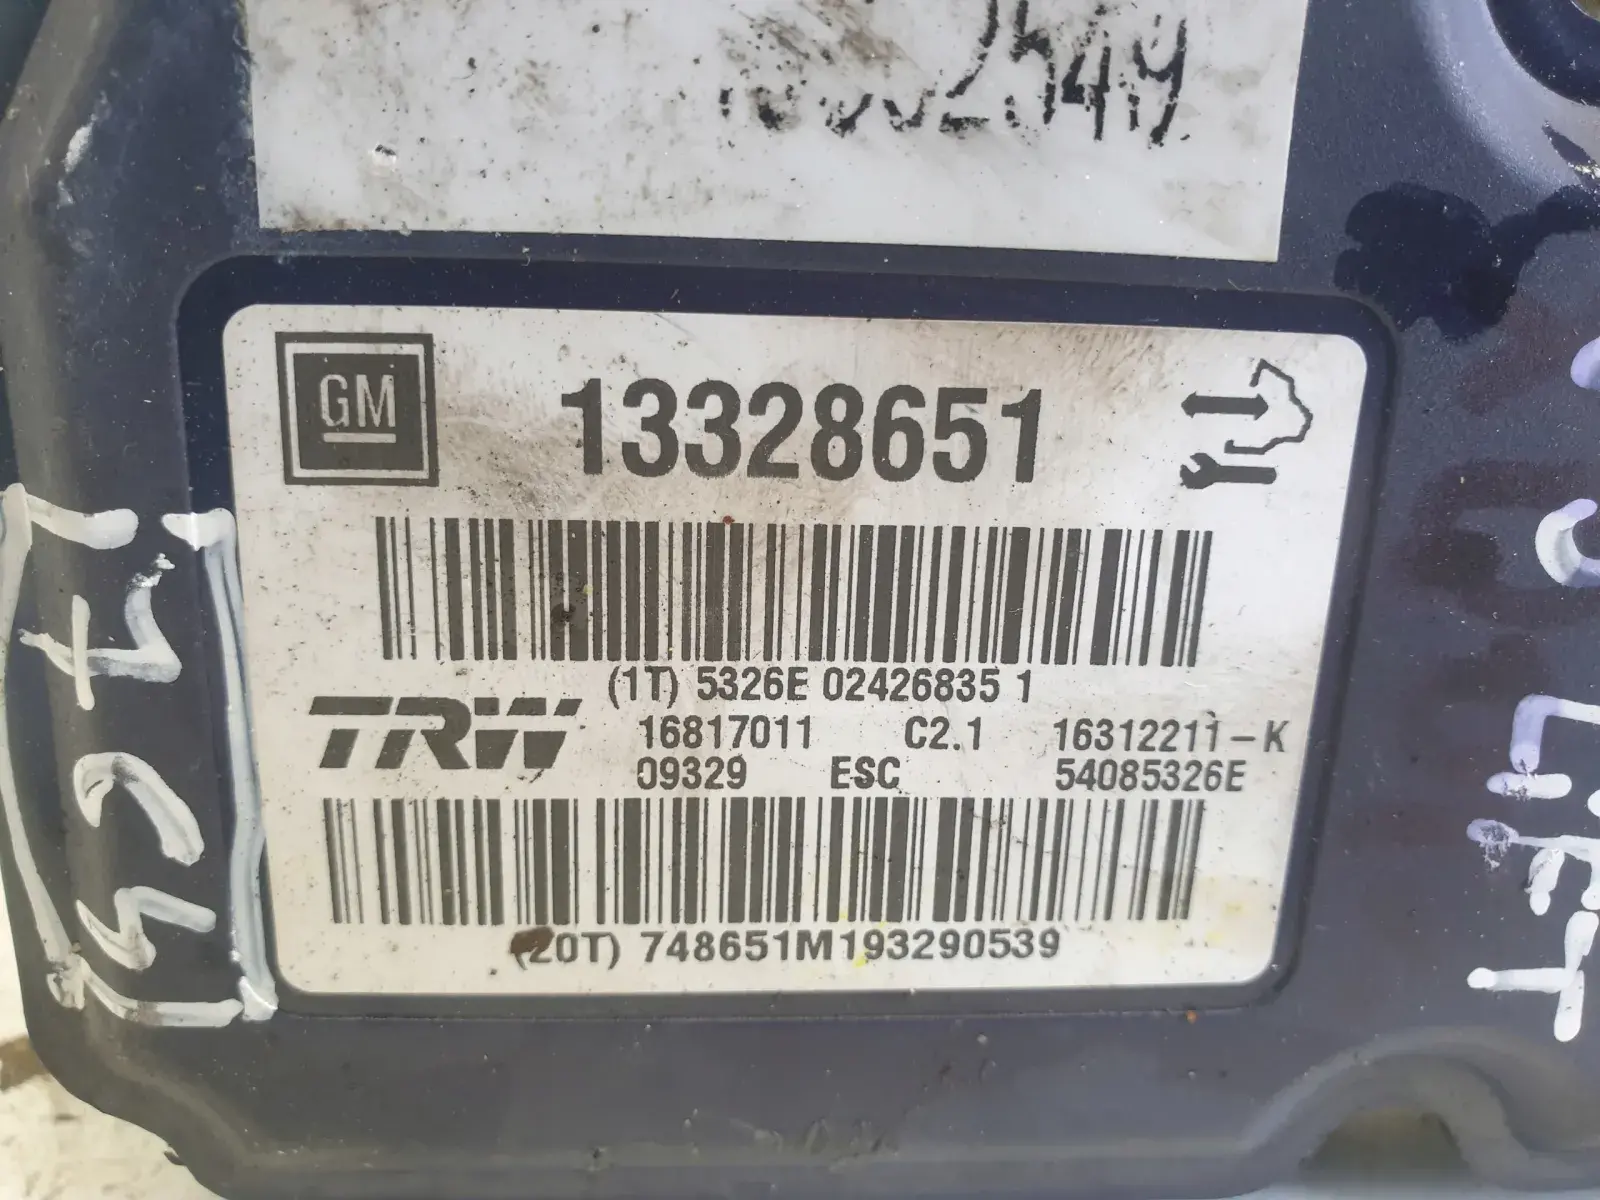 GM 13328651
(1T) 5326E 02426835 1
TRW
16817011 C2.1 16312211-K
09329 ESC 54085326E
(20T) 748651M193290539